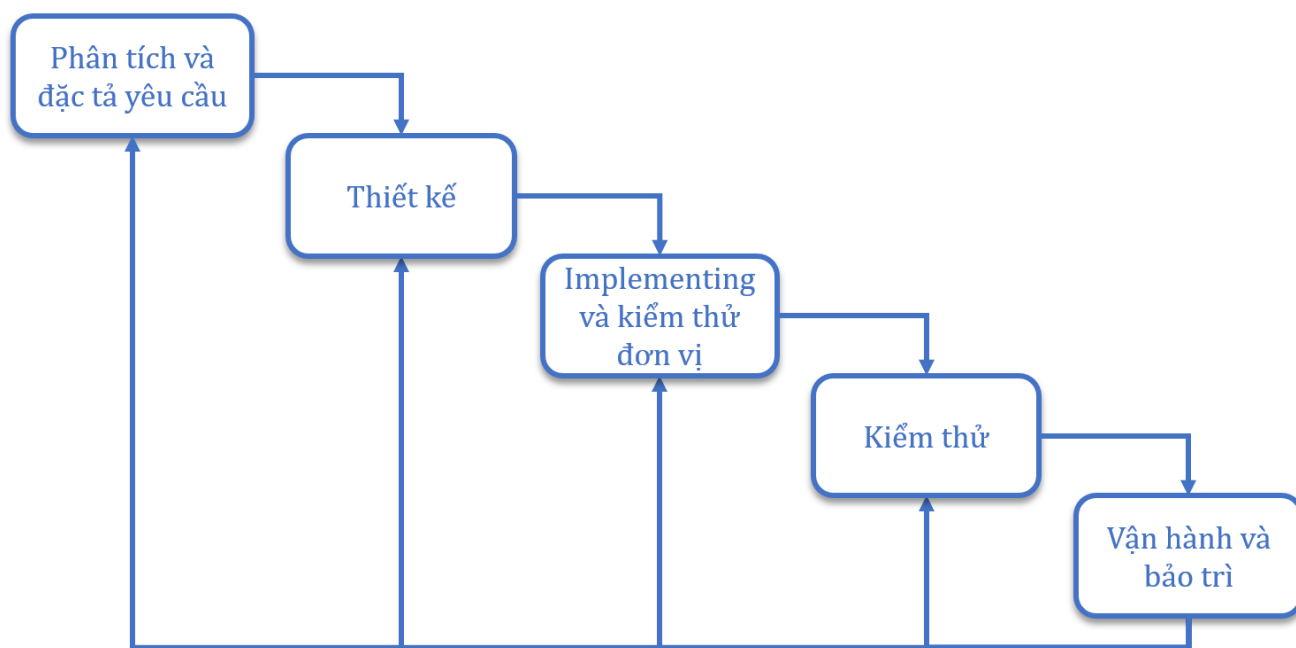 Phân tích và
đặc tả yêu cầu
Thiết kế
Implementing
và kiểm thử
đơn vị
Kiểm thử
Vận hành và
bảo trì